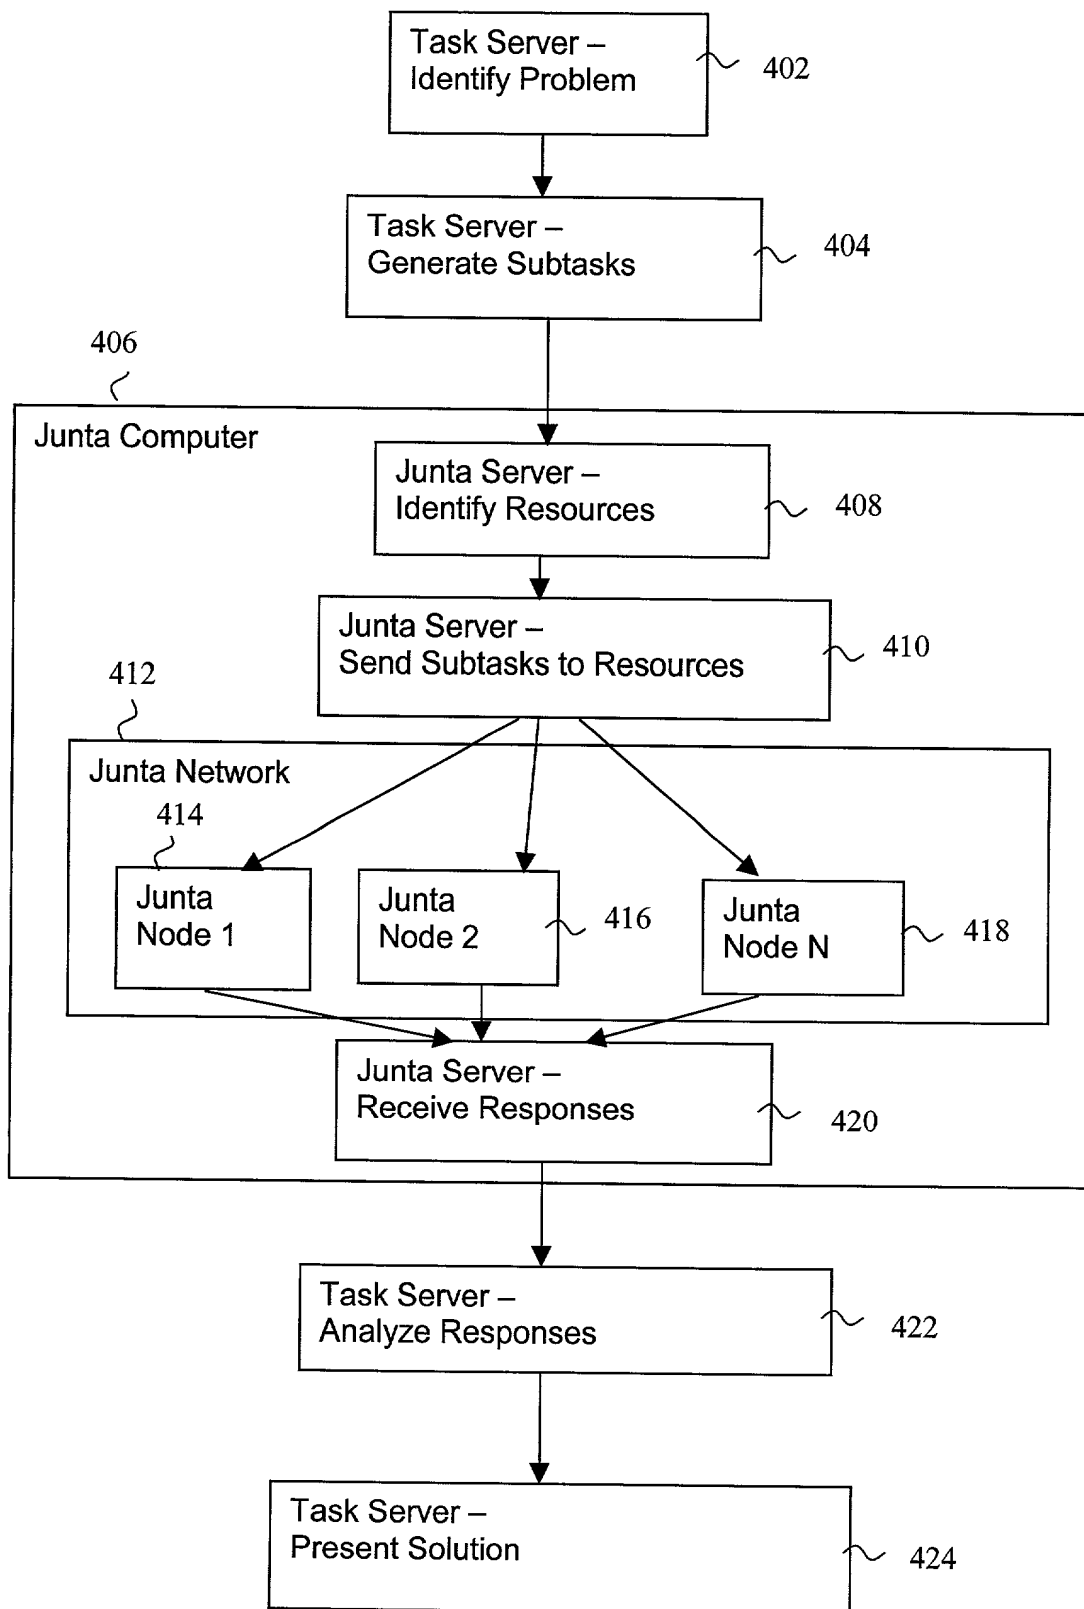 Task Server –
Identify Problem
402
Task Server –
Generate Subtasks
404
406
Junta Computer
Junta Server –
Identify Resources
408
Junta Server –
Send Subtasks to Resources
410
412
Junta Network
414
Junta
Node 1
Junta
Node 2
416
Junta
Node N
418
Junta Server –
Receive Responses
420
Task Server –
Analyze Responses
422
Task Server –
Present Solution
424